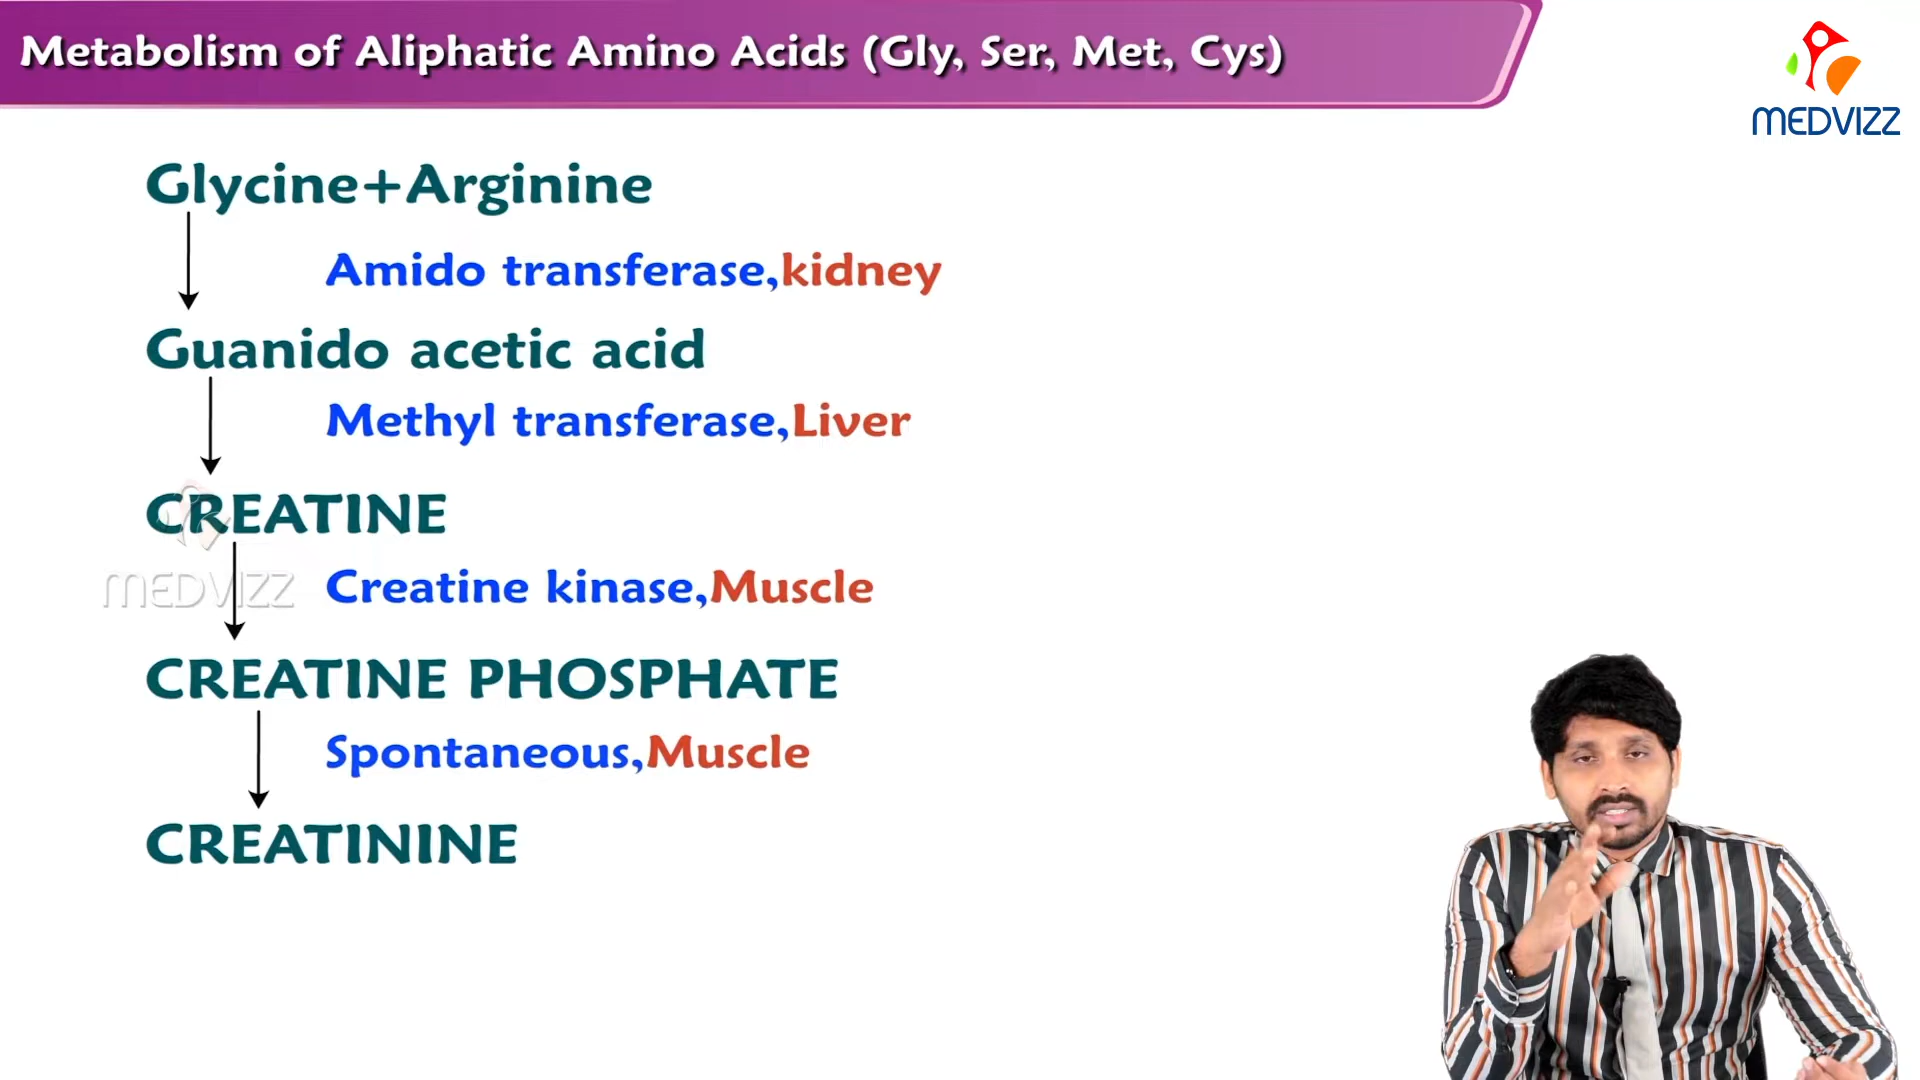 Metabolism of Aliphatic Amino Acids (Gly, Ser, Met, Cys)
MEDVIZZ
Glycine+Arginine
Amido transferase,kidney
Guanido acetic acid
Methyl transferase,Liver
CREATINE
MEDVIZZ
Creatine kinase,Muscle
CREATINE PHOSPHATE
Spontaneous,Muscle
CREATININE